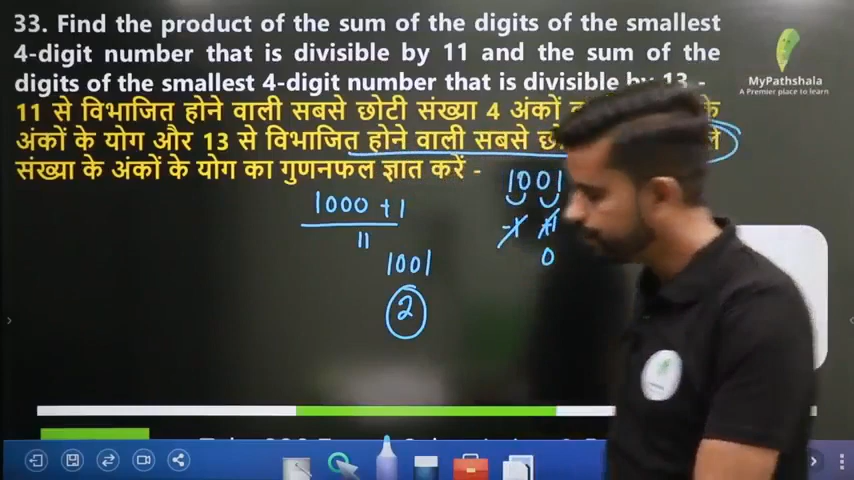 33. Find the product of the sum of the digits of the smallest
4-digit number that is divisible by 11 and the sum of the
digits of the smallest 4-digit number that is divisible by 13 -
11 से विभाजित होने वाली सबसे छोटी संख्या 4 अंकों के
अंकों के योग और 13 से विभाजित होने वाली सबसे
संख्या के अंकों के योग का गुणनफल ज्ञात करें -
MyPathshala
A Premier place to learn
1000 + 1
11
1001
2
1001
-1 +1
0